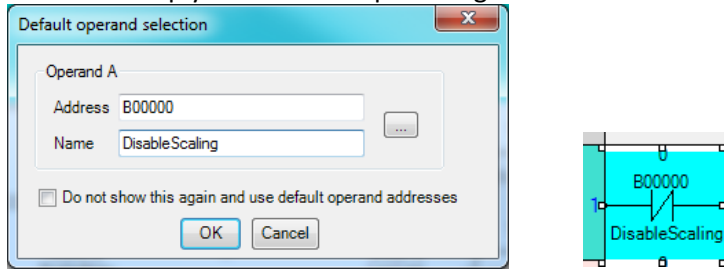 Default operand selection
Operand A
Address B00000
Name DisableScaling
...
Do not show this again and use default operand addresses
OK Cancel
0
B00000
1
DisableScaling